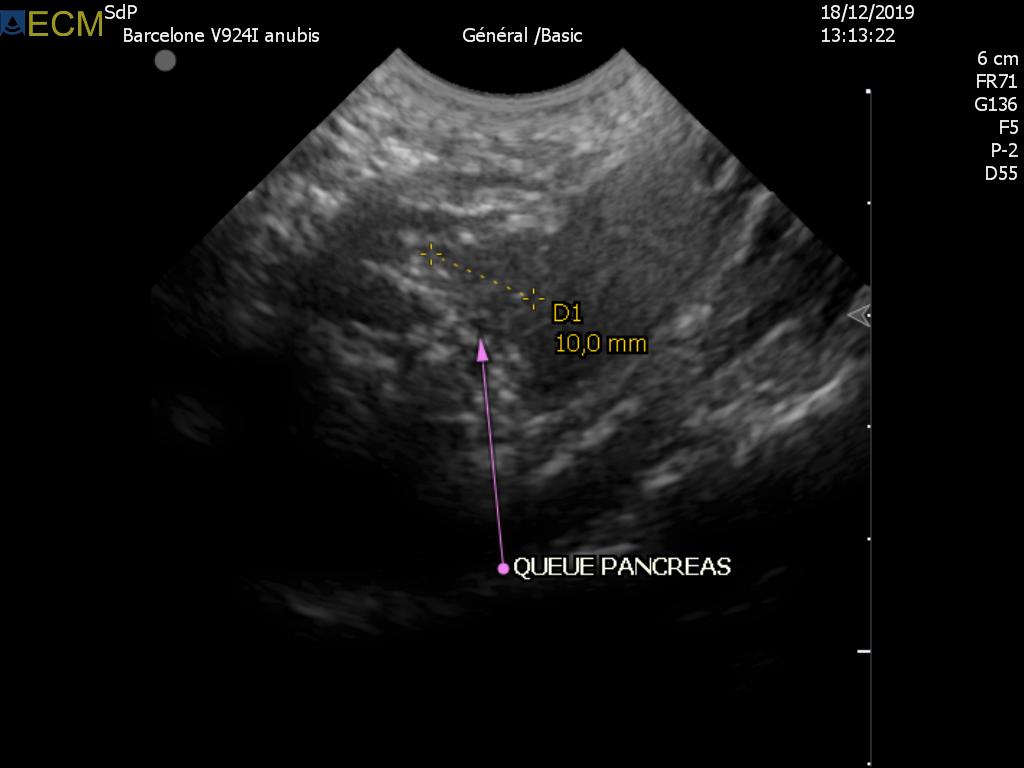 ECM
SdP
18/12/2019
Barcelone V924I anubis
Général /Basic
13:13:22
6 cm
FR71
G136
F5
P-2
D55
D1
10,0 mm
QUEUE PANCREAS